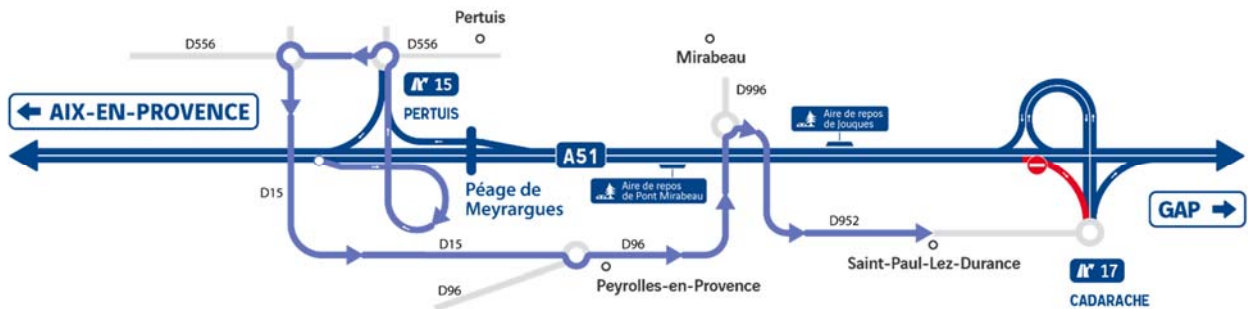 Pertuis
D556
D556
Mirabeau
15
PERTUIS
D996
Aire de repos
de Jouques
← AIX-EN-PROVENCE
A51
D15
Péage de
Meyrargues
Aire de repos
de Pont Mirabeau
GAP →
D952
D15
D96
Saint-Paul-Lez-Durance
17
CADARACHE
Peyrolles-en-Provence
D96